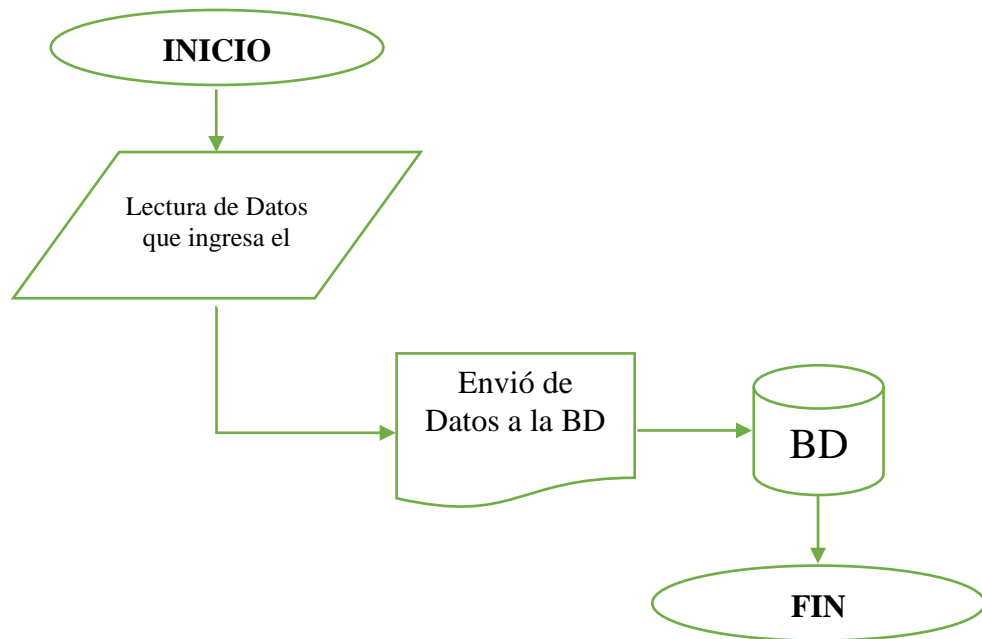 INICIO
Lectura de Datos
que ingresa el
Envió de
Datos a la BD
BD
FIN